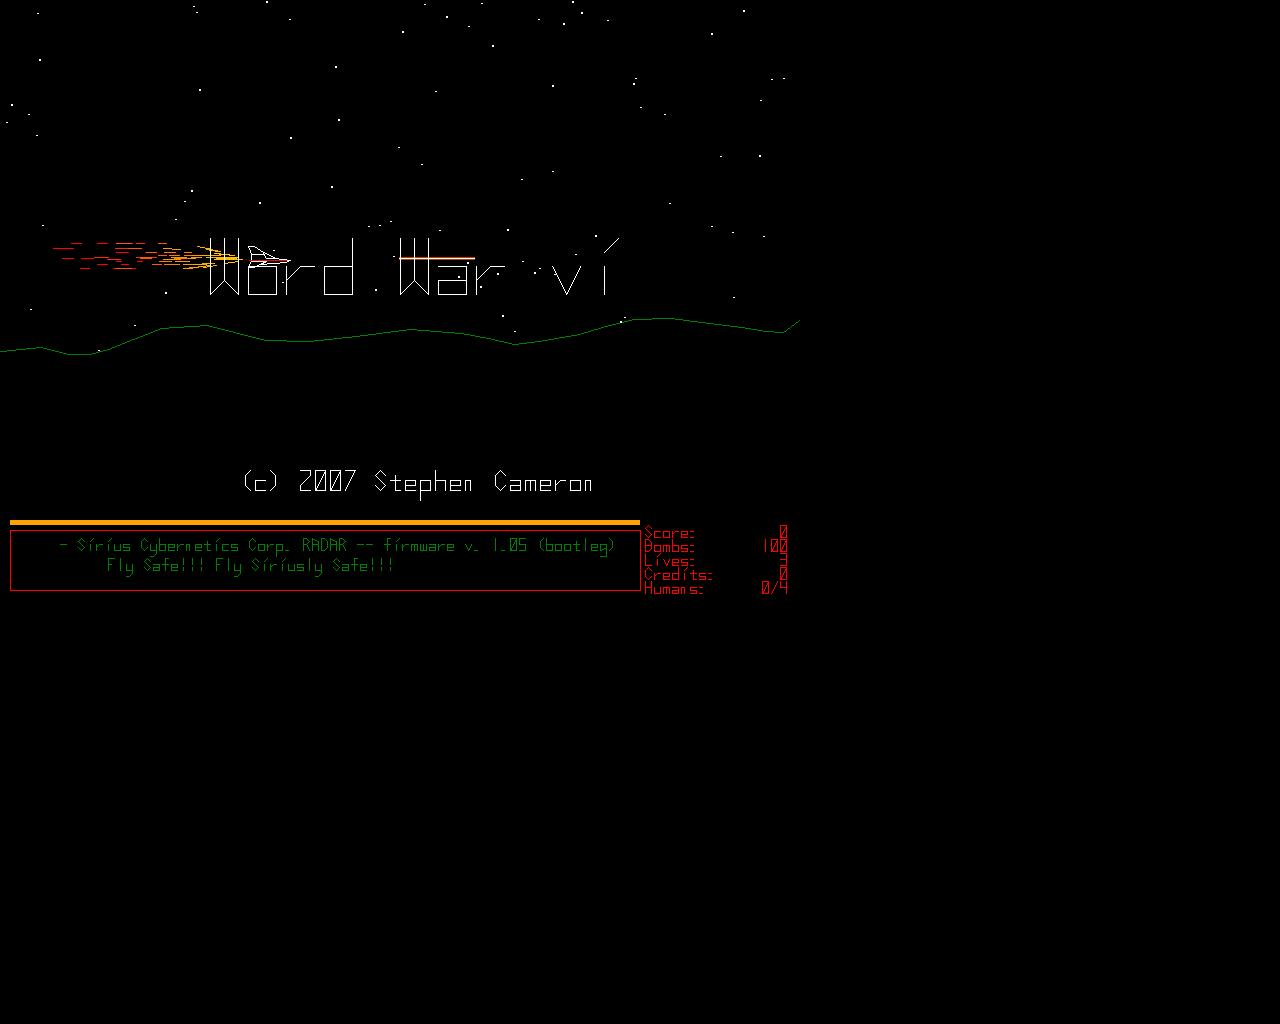 Word War vi
(c) 2007 Stephen Cameron
- Sirius Cybernetics Corp. RADAR -- firmware v. 1.05 (bootleg)
Fly Safe!!! Fly Siriusly Safe!!!
Score: 0
Bombs: 100
Lives: 3
Credits: 0
Humans: 0/4